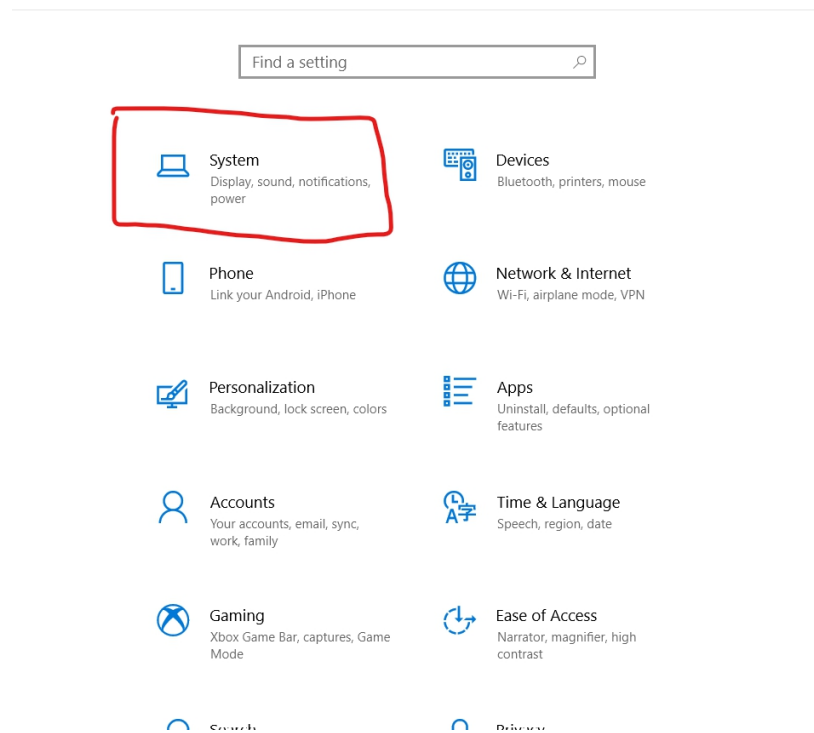 Find a setting
System
Display, sound, notifications,
power
Devices
Bluetooth, printers, mouse
Phone
Link your Android, iPhone
Network & Internet
Wi-Fi, airplane mode, VPN
Personalization
Background, lock screen, colors
Apps
Uninstall, defaults, optional
features
Accounts
Your accounts, email, sync,
work, family
Time & Language
Speech, region, date
Gaming
Xbox Game Bar, captures, Game
Mode
Ease of Access
Narrator, magnifier, high
contrast
Search
Privacy